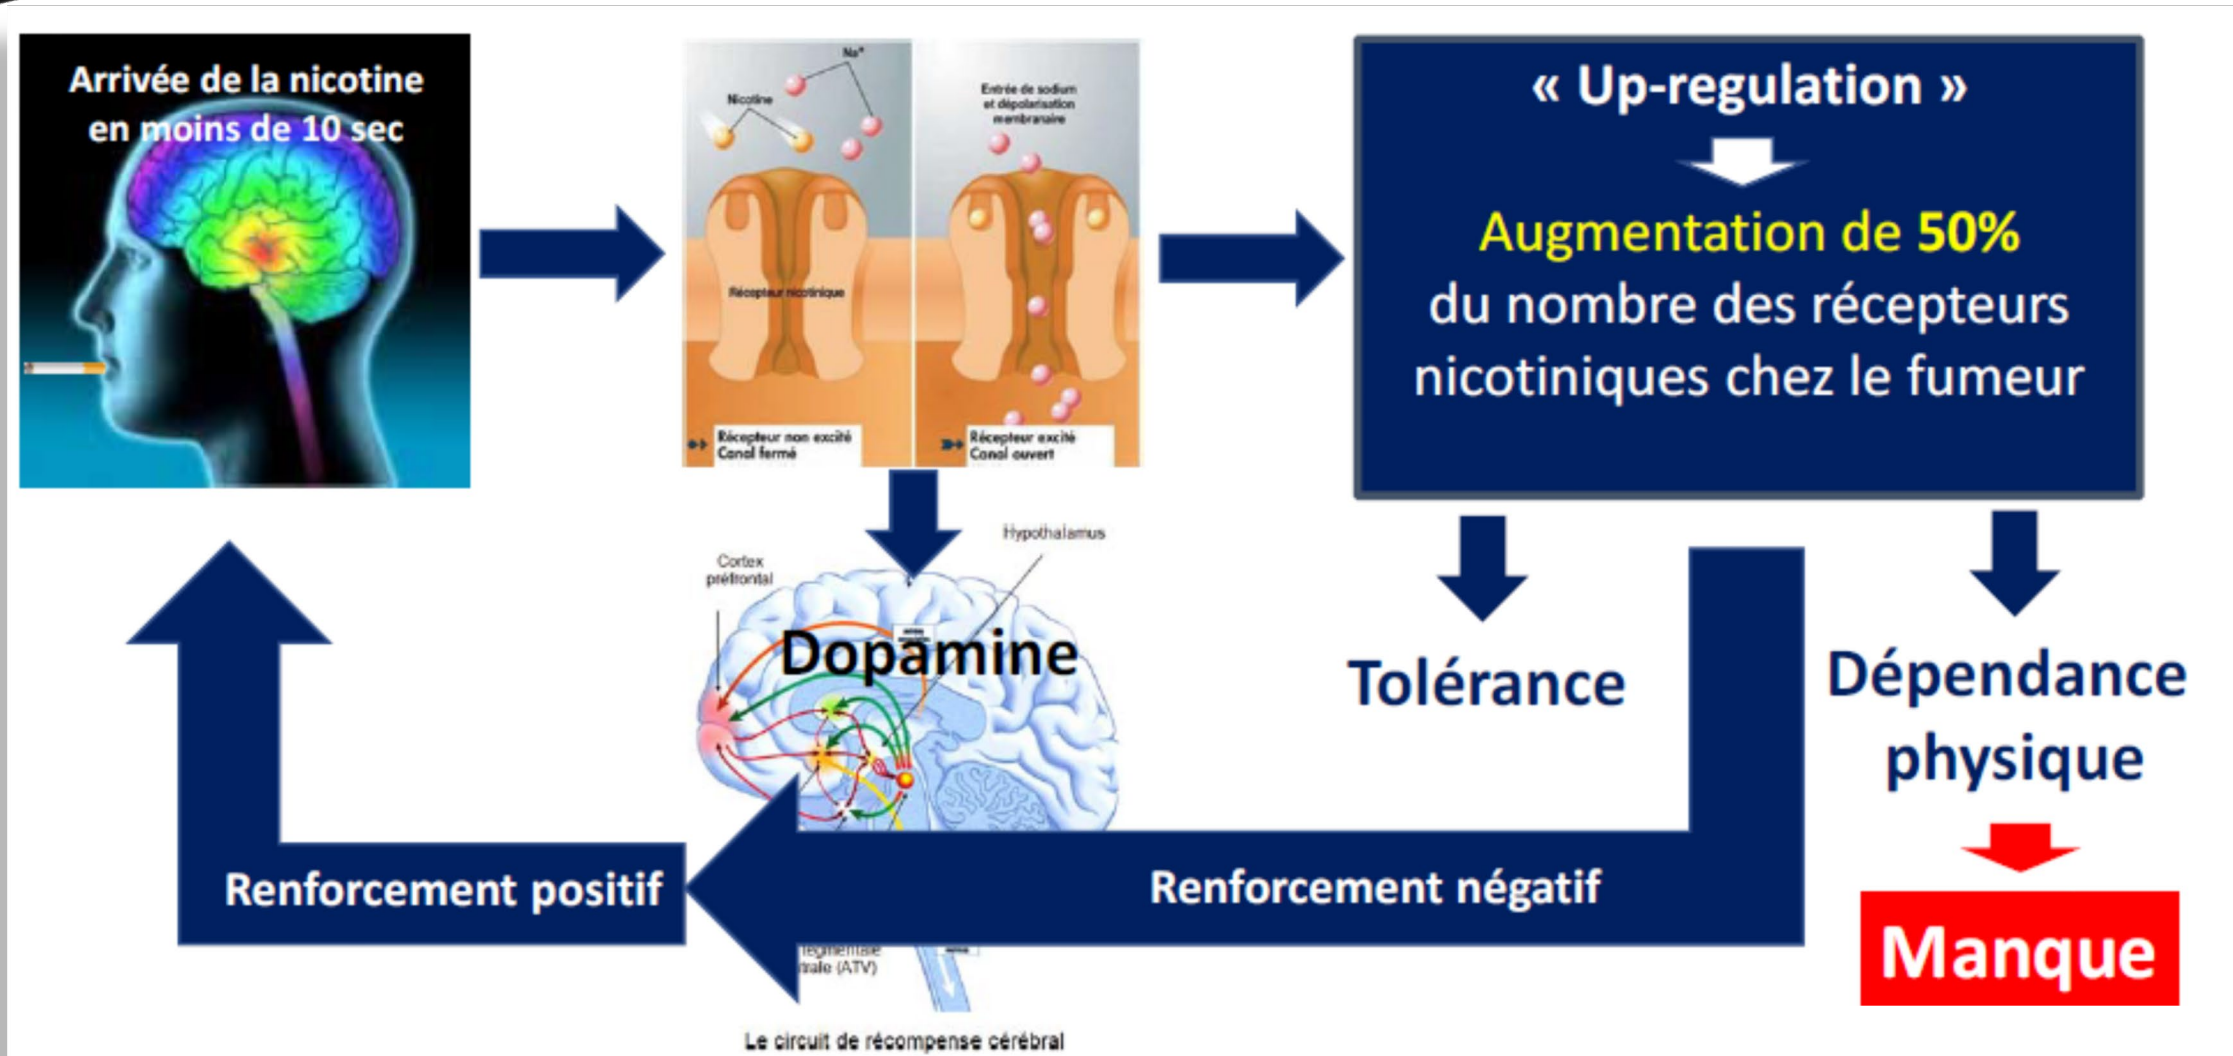 Arrivée de la nicotine
en moins de 10 sec
Na+
Nicotine
Récepteur nicotinique
Récepteur non excité
Canal fermé
Entrée de sodium
et dépolarisation
membranaire
Récepteur excité
Canal ouvert
« Up-regulation »
Augmentation de 50%
du nombre des récepteurs
nicotiniques chez le fumeur
Hypothalamus
Cortex
préfrontal
Dopamine
Tolérance
Dépendance
physique
Manque
Renforcement positif
Renforcement négatif
trale (ATV)
Le circuit de récompense cérébral